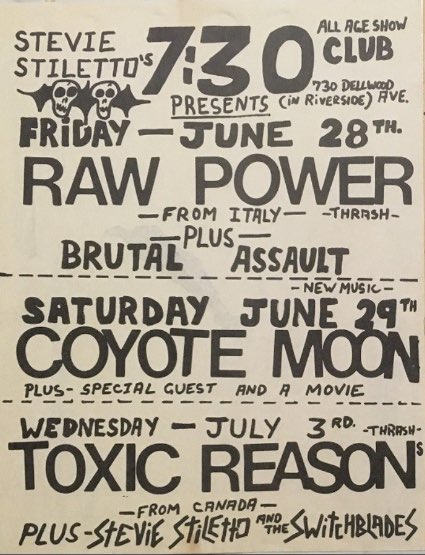 STEVIE STILETTO'S
7:30 CLUB
ALL AGE SHOW
730 DELLWOOD AVE.
(IN RIVERSIDE)
PRESENTS
FRIDAY — JUNE 28TH.
RAW POWER
— FROM ITALY — -THRASH-
— PLUS —
BRUTAL ASSAULT
- NEW MUSIC -
SATURDAY JUNE 29TH
COYOTE MOON
PLUS - SPECIAL GUEST AND A MOVIE
WEDNESDAY — JULY 3RD. -THRASH-
TOXIC REASONS
— FROM CANADA —
PLUS - STEVIE STILETTO AND THE SWITCHBLADES